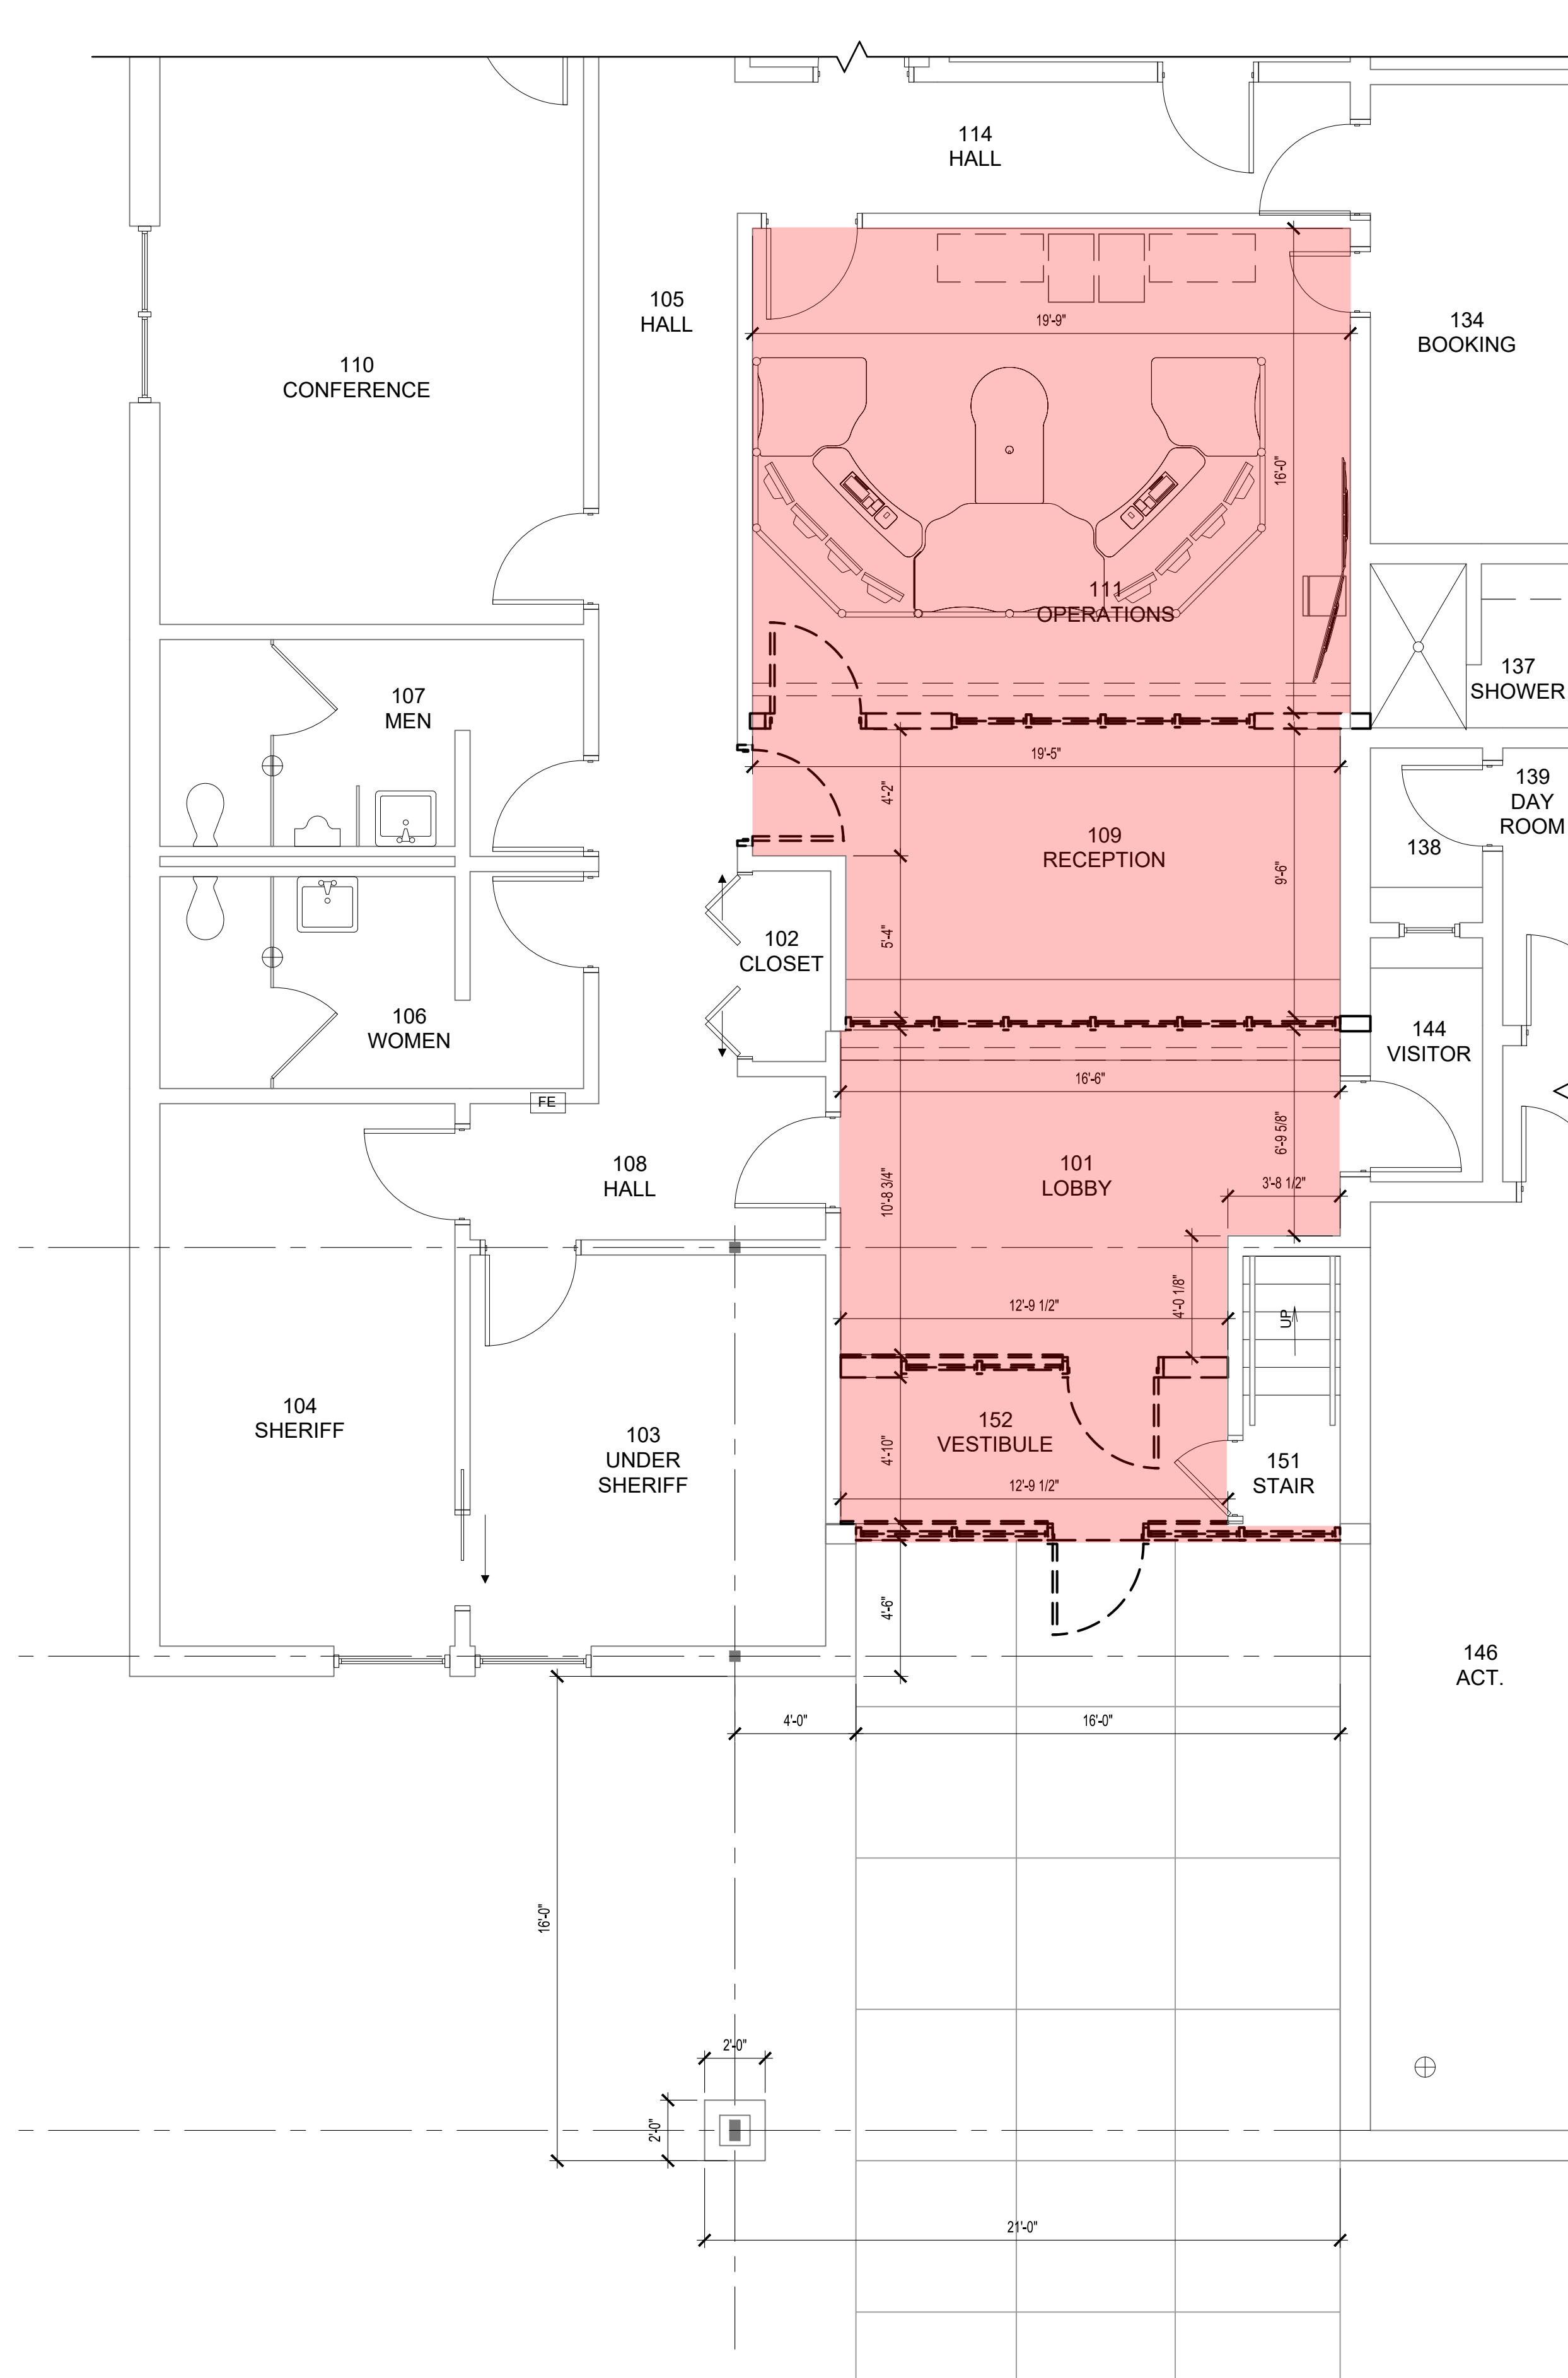 114
HALL
105
HALL
19'-9"
134
BOOKING
110
CONFERENCE
16'-0"
111
OPERATIONS
137
SHOWER
107
MEN
19'-5"
4'-2"
139
DAY
ROOM
109
RECEPTION
138
9'-6"
102
CLOSET
5'-4"
106
WOMEN
144
VISITOR
16'-6"
FE
6'-9 5/8"
108
HALL
101
LOBBY
10'-8 3/4"
3'-8 1/2"
4'-0 1/8"
12'-9 1/2"
UP
104
SHERIFF
103
UNDER
SHERIFF
152
VESTIBULE
4'-10"
151
STAIR
12'-9 1/2"
4'-6"
146
ACT.
4'-0"
16'-0"
16'-0"
2'-0"
2'-0"
21'-0"